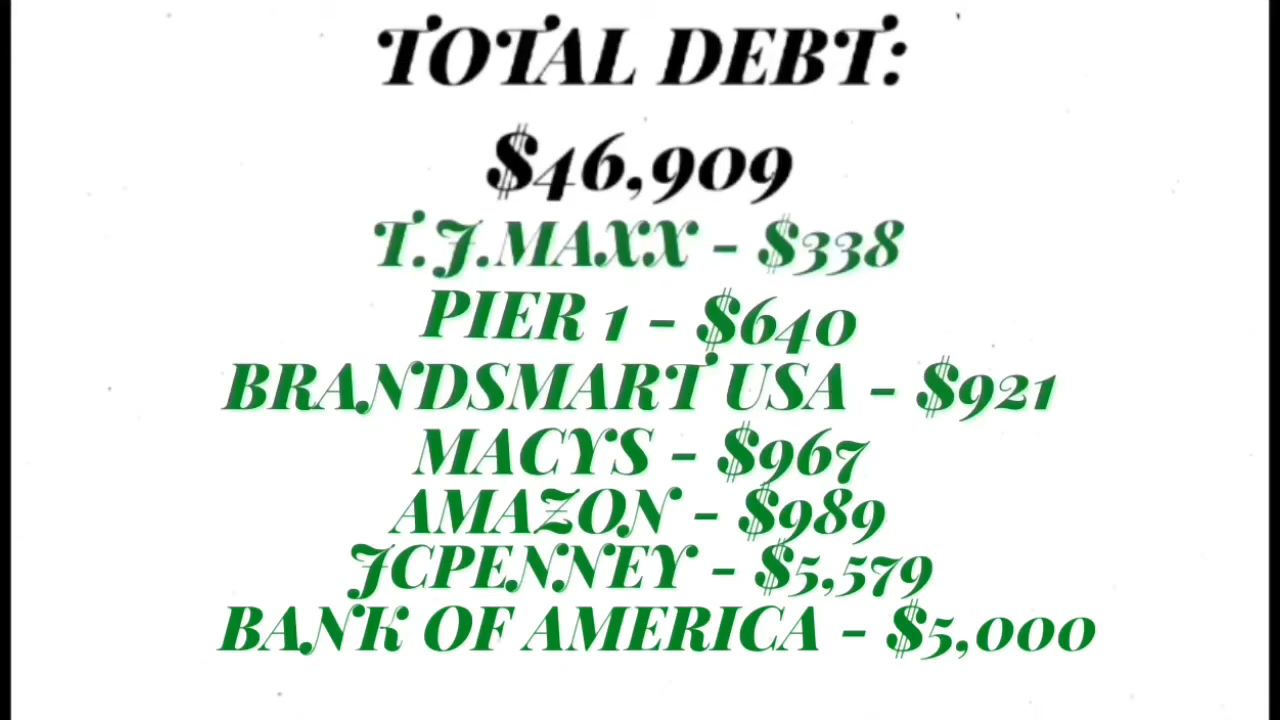 TOTAL DEBT:
$46,909
T.J.MAXX - $338
PIER 1 - $640
BRANDSMART USA - $921
MACYS - $967
AMAZON - $989
JCPENNEY - $5,579
BANK OF AMERICA - $5,000